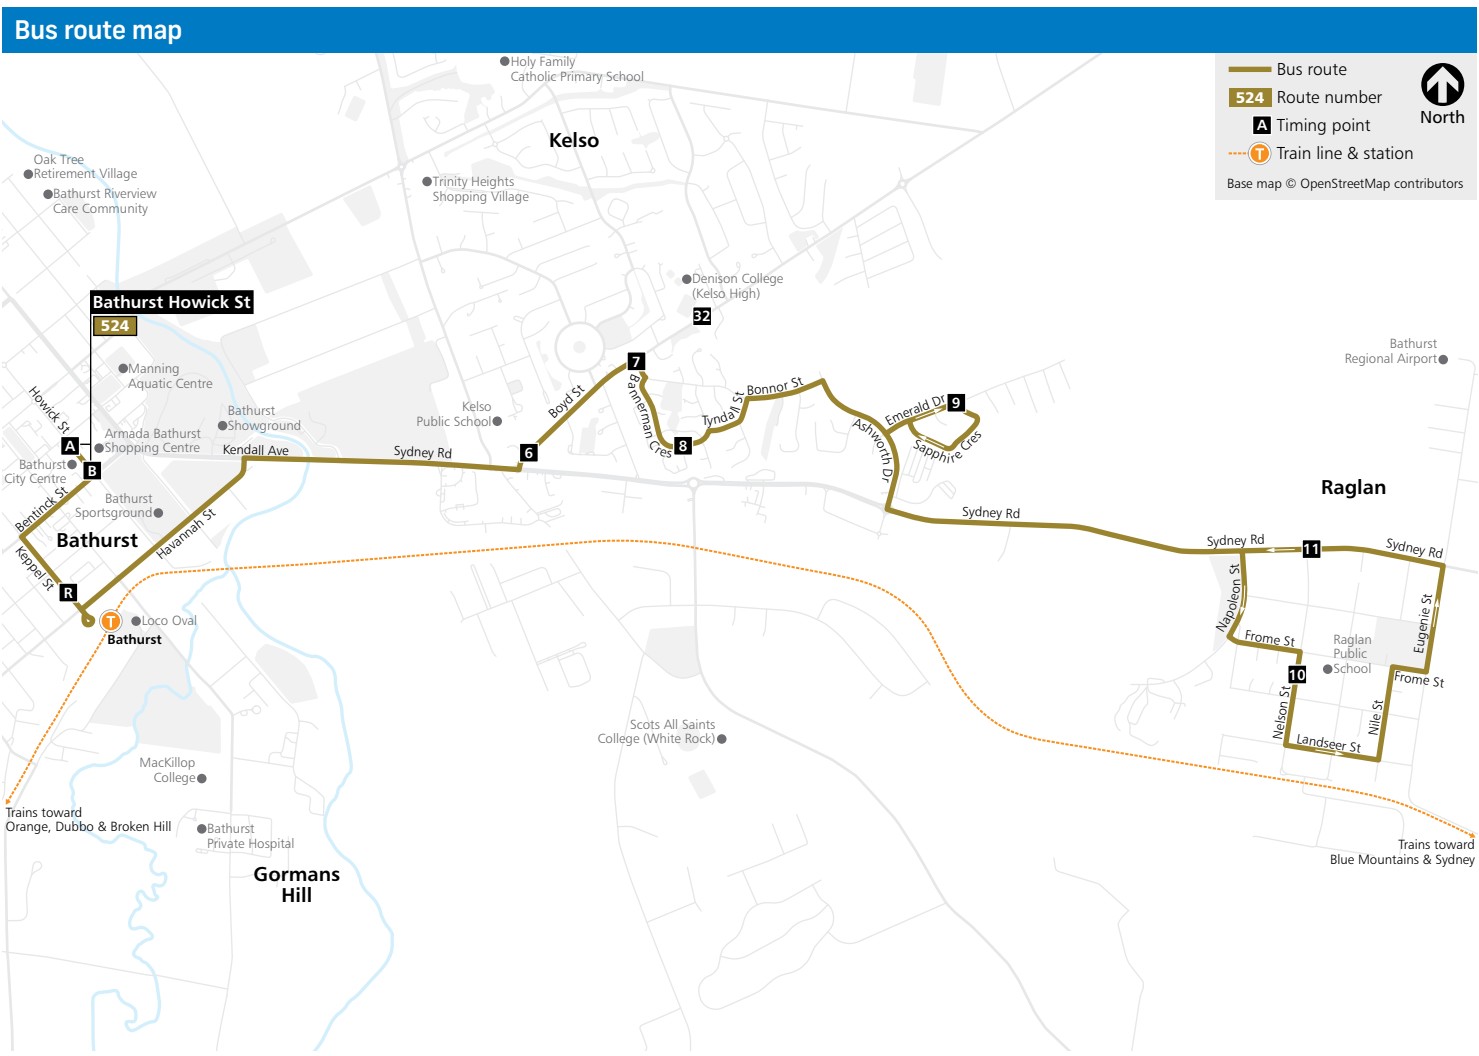 Bus route map
Bus route
524 Route number
A Timing point
T Train line & station
Base map © OpenStreetMap contributors
North
Holy Family
Catholic Primary School
Kelso
Oak Tree
Retirement Village
Bathurst Riverview
Care Community
Trinity Heights
Shopping Village
Denison College
(Kelso High)
32
Bathurst Howick St
524
Bathurst
Regional Airport
Manning
Aquatic Centre
7
Howick St
Bathurst
Showground
Kelso
Public School
Boyd St
Bannerman Cres
Tyndall St
Bonnor St
Emerald Dr
9
Sapphire Cres
Ashworth Dr
A
Armada Bathurst
Shopping Centre
B
Bathurst
City Centre
Kendall Ave
Sydney Rd
6
8
Bentinck St
Bathurst
Sportsground
Havannah St
Bathurst
Keppel St
R
T
Bathurst
Loco Oval
Raglan
Sydney Rd
Sydney Rd
11
Sydney Rd
Napoleon St
Frome St
Eugenie St
Raglan
Public
School
10
Frome St
Nelson St
Nile St
Landseer St
Scots All Saints
College (White Rock)
MacKillop
College
Trains toward
Orange, Dubbo & Broken Hill
Bathurst
Private Hospital
Trains toward
Blue Mountains & Sydney
Gormans
Hill